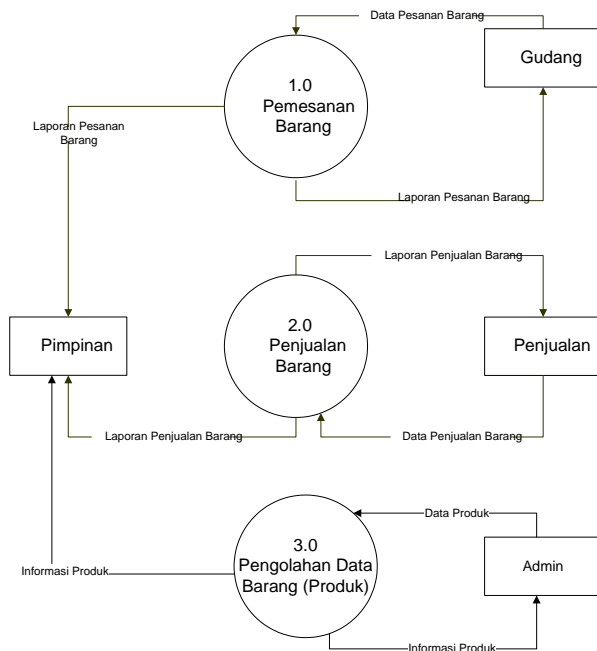 Data Pesanan Barang
Gudang
1.0
Pemesanan
Barang
Laporan Pesanan
Barang
Laporan Pesanan Barang
Laporan Penjualan Barang
2.0
Penjualan
Barang
Pimpinan
Penjualan
Laporan Penjualan Barang
Data Penjualan Barang
Data Produk
3.0
Pengolahan Data
Barang (Produk)
Admin
Informasi Produk
Informasi Produk